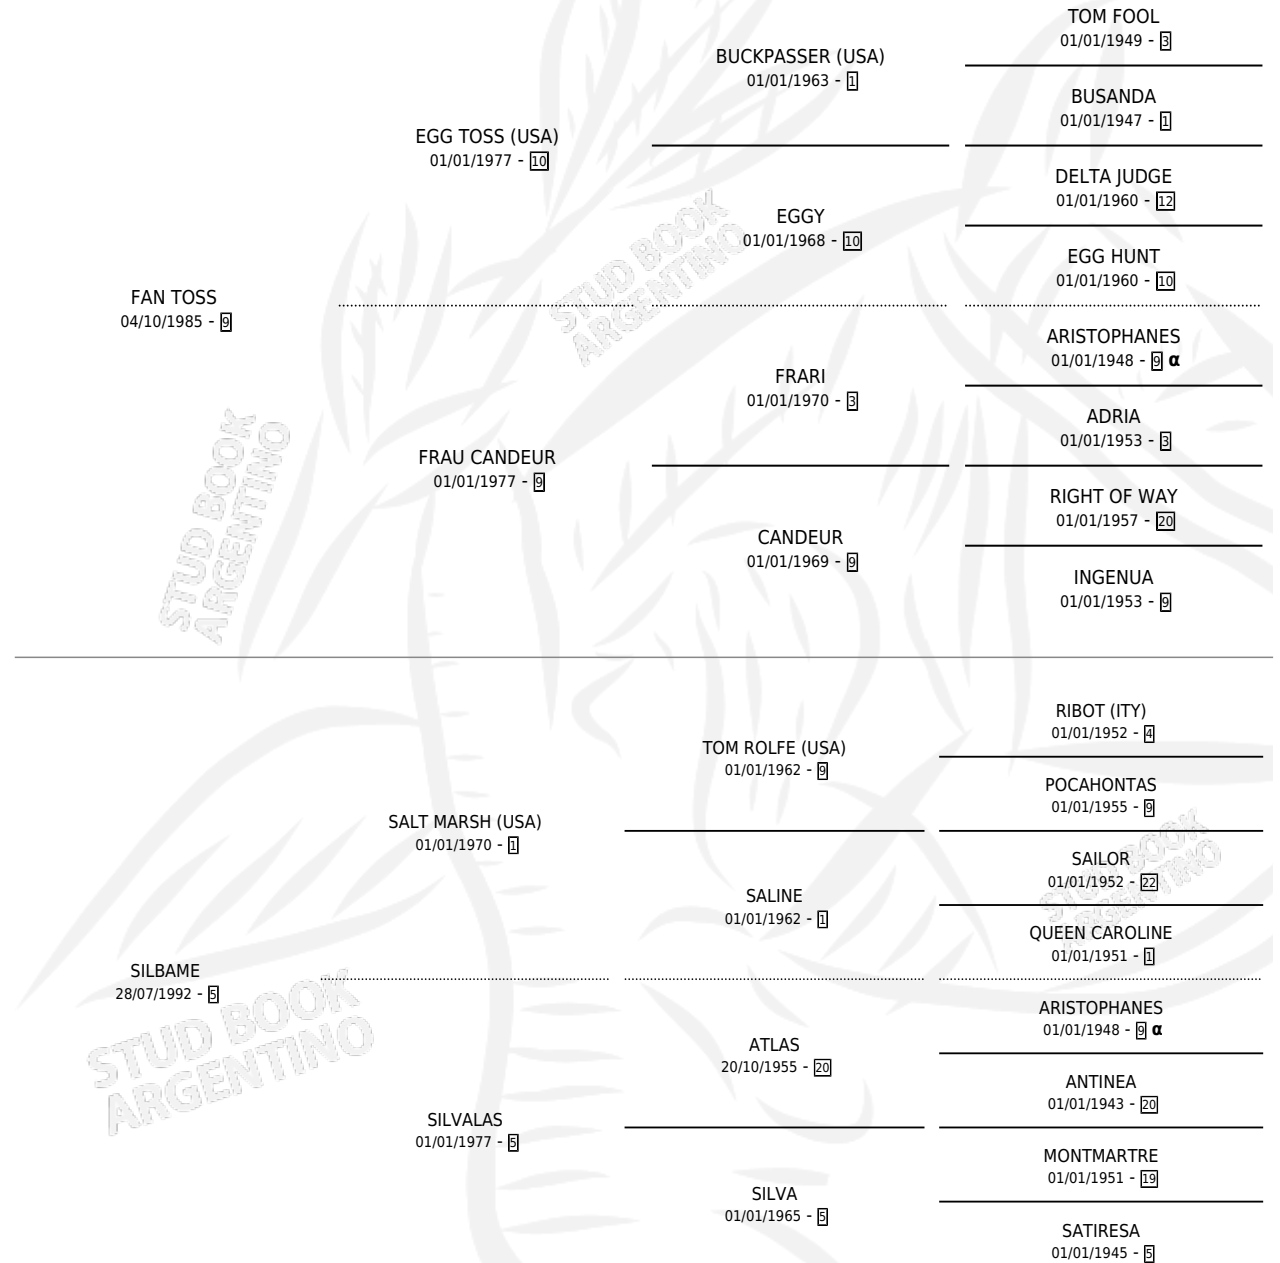 TOM FOOL
01/01/1949 - 3
BUCKPASSER (USA)
01/01/1963 - 1
BUSANDA
01/01/1947 - 1
EGG TOSS (USA)
01/01/1977 - 10
DELTA JUDGE
01/01/1960 - 12
EGGY
01/01/1968 - 10
EGG HUNT
01/01/1960 - 10
STUD BOOK
ARGENTINO
FAN TOSS
04/10/1985 - 9
ARISTOPHANES
01/01/1948 - 9 α
FRARI
01/01/1970 - 3
ADRIA
01/01/1953 - 3
FRAU CANDEUR
01/01/1977 - 9
RIGHT OF WAY
01/01/1957 - 20
CANDEUR
01/01/1969 - 9
INGENUA
01/01/1953 - 9
STUD BOOK
ARGENTINO
RIBOT (ITY)
01/01/1952 - 4
TOM ROLFE (USA)
01/01/1962 - 9
POCAHONTAS
01/01/1955 - 9
SALT MARSH (USA)
01/01/1970 - 1
SAILOR
01/01/1952 - 22
SALINE
01/01/1962 - 1
QUEEN CAROLINE
01/01/1951 - 1
STUD BOOK
ARGENTINO
SILBAME
28/07/1992 - 5
ARISTOPHANES
01/01/1948 - 9 α
ATLAS
20/10/1955 - 20
ANTINEA
01/01/1943 - 20
SILVALAS
01/01/1977 - 5
MONTMARTRE
01/01/1951 - 19
SILVA
01/01/1965 - 5
SATIRESA
01/01/1945 - 5
STUD BOOK
ARGENTINO